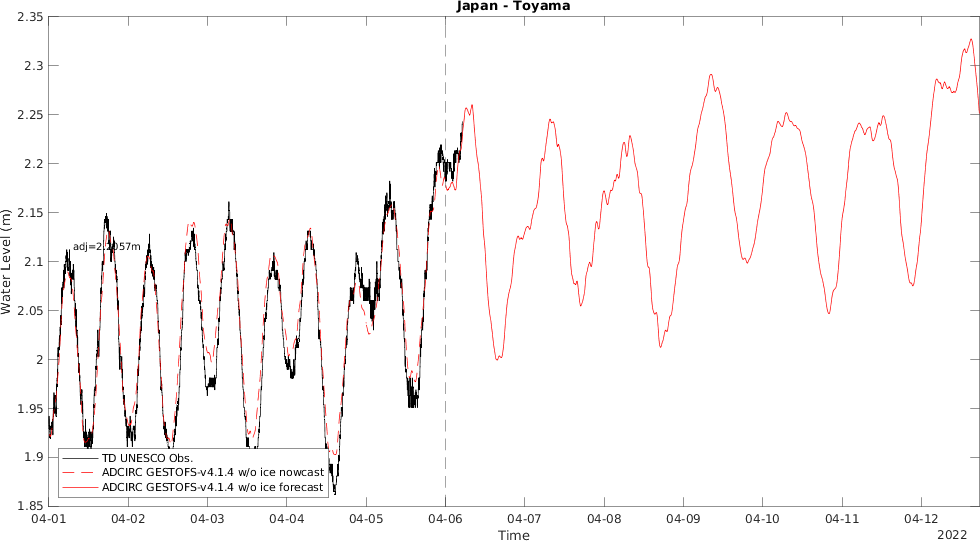 Japan - Toyama
2.35
2.3
2.25
2.2
2.15
2.1
2.05
2
1.95
1.9
1.85
Water Level (m)
adj=2.2057m
TD UNESCO Obs.
ADCIRC GESTOFS-v4.1.4 w/o ice nowcast
ADCIRC GESTOFS-v4.1.4 w/o ice forecast
04-01 04-02 04-03 04-04 04-05 04-06 04-07 04-08 04-09 04-10 04-11 04-12
Time
2022